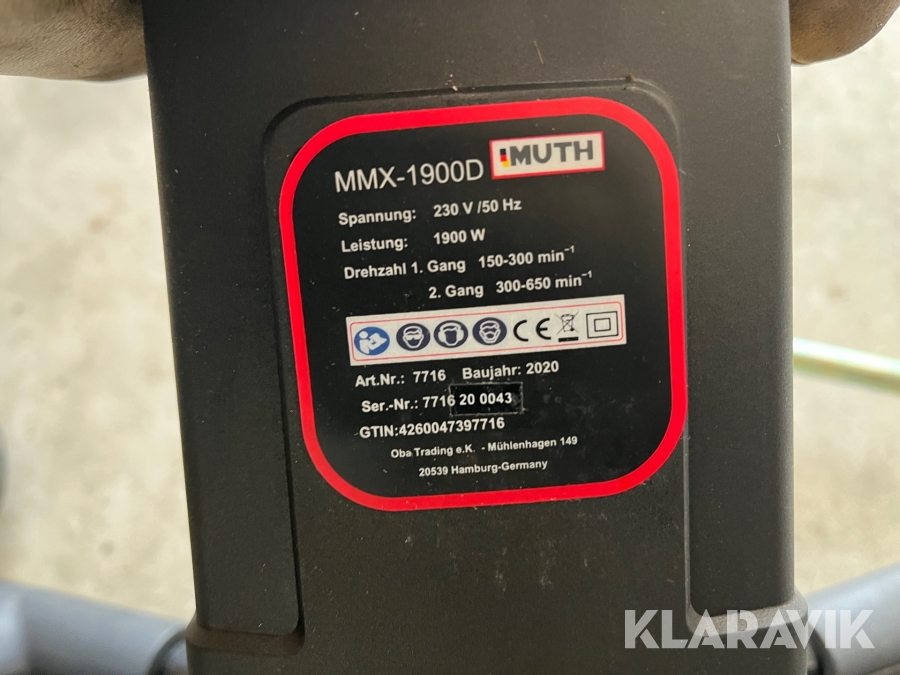 MMX-1900D MUTH
Spannung: 230 V /50 Hz
Leistung: 1900 W
Drehzahl 1. Gang 150-300 min⁻¹
2. Gang 300-650 min⁻¹
CE
Art.Nr.: 7716 Baujahr: 2020
Ser.-Nr.: 7716 20 0043
GTIN:4260047397716
Oba Trading e.K. - Mühlenhagen 149
20539 Hamburg-Germany
KLARAVIK